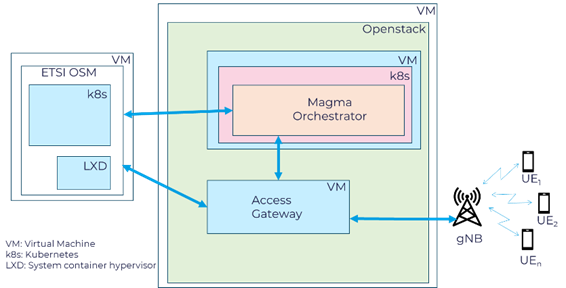 VM
Openstack
VM
ETSI OSM
k8s
LXD
VM
k8s
Magma
Orchestrator
VM
Access
Gateway
gNB
UE1
UE2
UEn
VM: Virtual Machine
k8s: Kubernetes
LXD: System container hypervisor